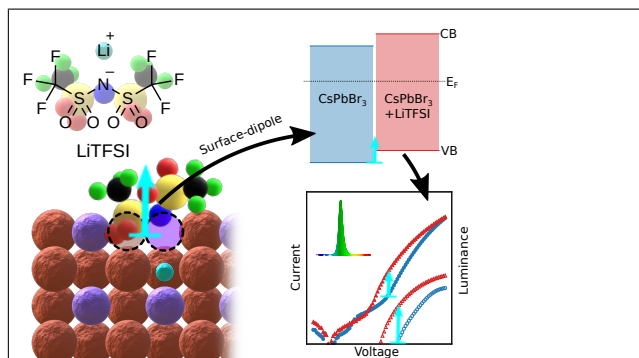 Li+
F F
F N− F
F S S F
O O O O
LiTFSI
Surface-dipole
CB
EF
CsPbBr3
CsPbBr3
+LiTFSI
VB
Current
Luminance
Voltage